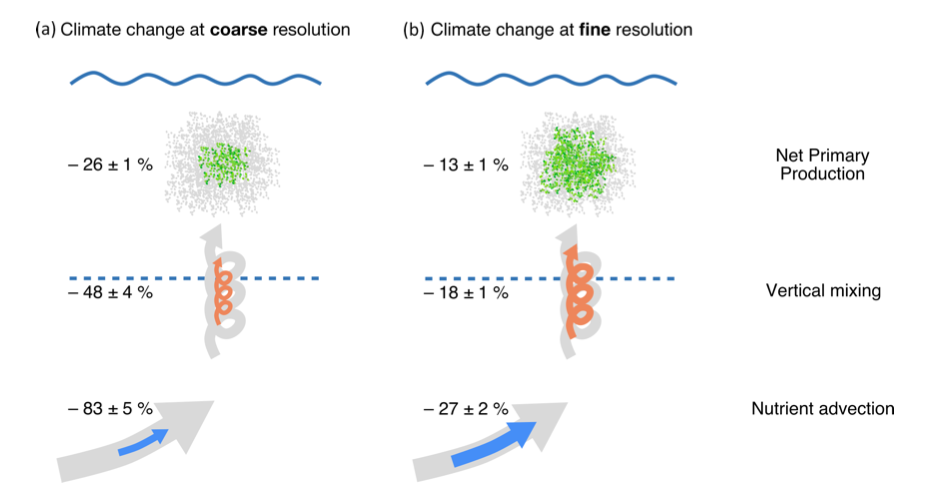 (a) Climate change at coarse resolution
(b) Climate change at fine resolution
– 26 ± 1 %
– 13 ± 1 %
Net Primary
Production
– 48 ± 4 %
– 18 ± 1 %
Vertical mixing
– 83 ± 5 %
– 27 ± 2 %
Nutrient advection